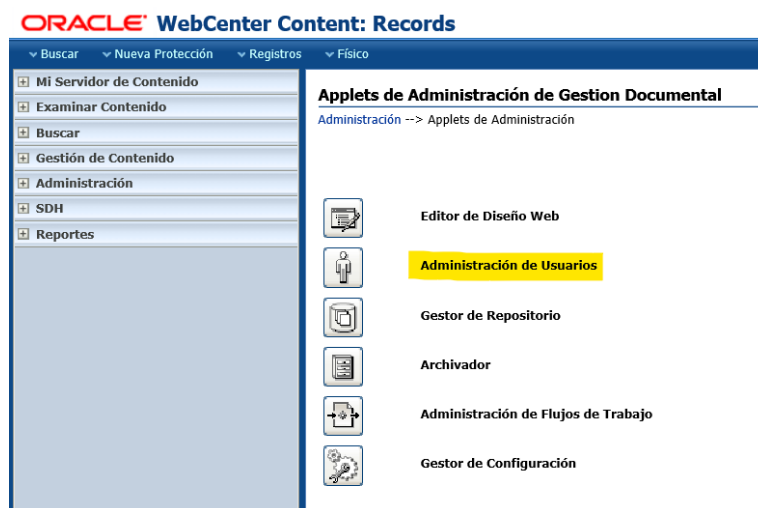 ORACLE WebCenter Content: Records
Buscar Nueva Protección Registros Físico
Mi Servidor de Contenido
Examinar Contenido
Buscar
Gestión de Contenido
Administración
SDH
Reportes
Applets de Administración de Gestion Documental
Administración --> Applets de Administración
Editor de Diseño Web
Administración de Usuarios
Gestor de Repositorio
Archivador
Administración de Flujos de Trabajo
Gestor de Configuración